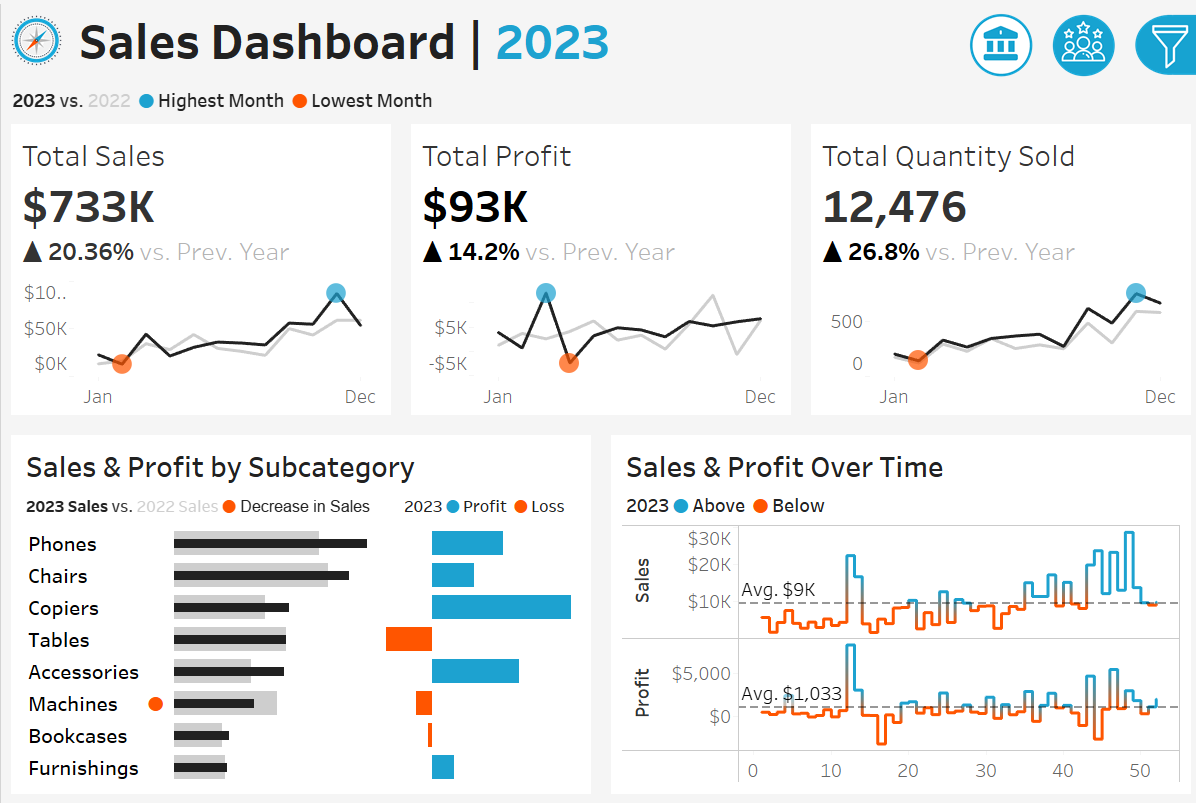 Sales Dashboard | 2023
2023 vs. 2022 Highest Month Lowest Month
Total Sales
$733K
▲ 20.36% vs. Prev. Year
$10..
$50K
$0K
Jan Dec
Total Profit
$93K
▲ 14.2% vs. Prev. Year
$5K
-$5K
Jan Dec
Total Quantity Sold
12,476
▲ 26.8% vs. Prev. Year
500
0
Jan Dec
Sales & Profit by Subcategory
2023 Sales vs. 2022 Sales Decrease in Sales 2023 Profit Loss
Phones
Chairs
Copiers
Tables
Accessories
Machines
Bookcases
Furnishings
Sales & Profit Over Time
2023 Above Below
Sales
$30K
$20K
$10K
Avg. $9K
Profit
$5,000
$0
Avg. $1,033
0 10 20 30 40 50